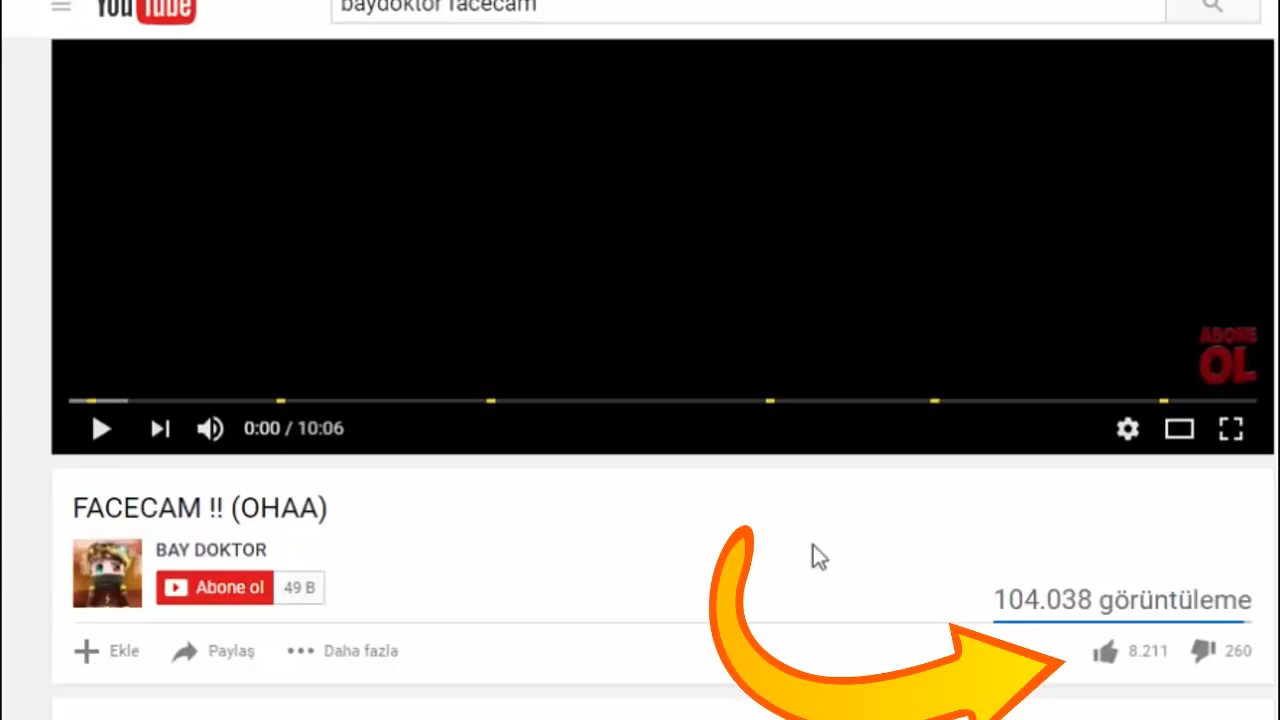 YouTube
baydoktor facecam
ABONE
OL
0:00 / 10:06
FACECAM !! (OHAA)
BAY DOKTOR
Abone ol 49 B
104.038 görüntüleme
Ekle Paylaş Daha fazla 8.211 260